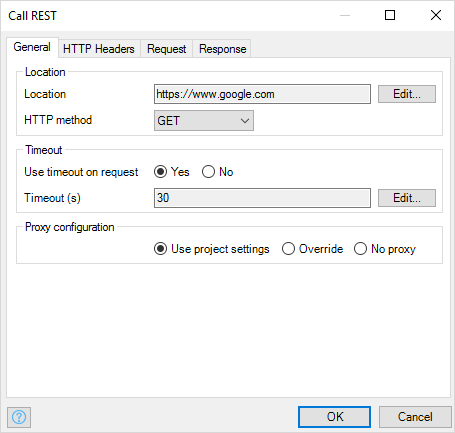 Call REST
General HTTP Headers Request Response
Location
Location https://www.google.com Edit...
HTTP method GET
Timeout
Use timeout on request Yes No
Timeout (s) 30 Edit...
Proxy configuration
Use project settings Override No proxy
? OK Cancel